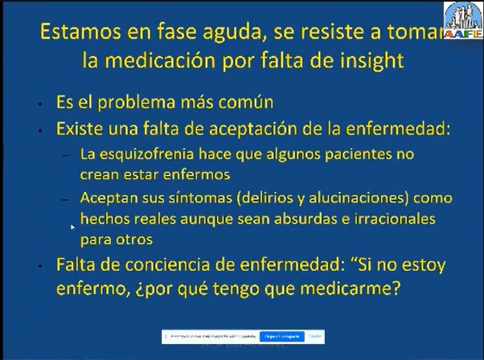 AAFE
Estamos en fase aguda, se resiste a tomar
la medicación por falta de insight
Es el problema más común
Existe una falta de aceptación de la enfermedad:
La esquizofrenia hace que algunos pacientes no
crean estar enfermos
Aceptan sus síntomas (delirios y alucinaciones) como
hechos reales aunque sean absurdas e irracionales
para otros
Falta de conciencia de enfermedad: “Si no estoy
enfermo, ¿por qué tengo que medicarme?